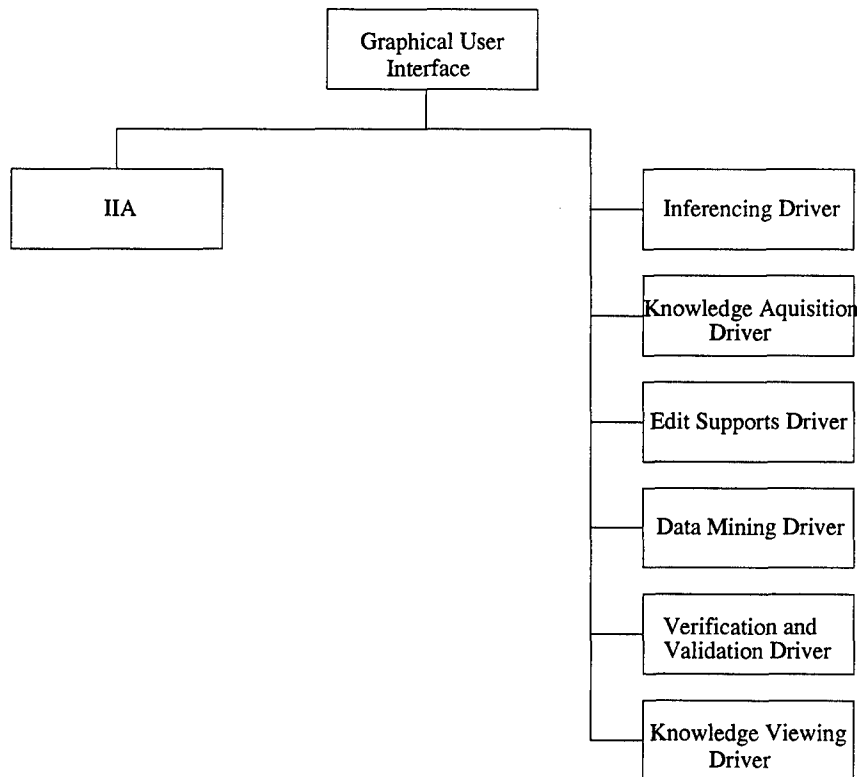 Graphical User
Interface
IIA
Inferencing Driver
Knowledge Aquisition
Driver
Edit Supports Driver
Data Mining Driver
Verification and
Validation Driver
Knowledge Viewing
Driver